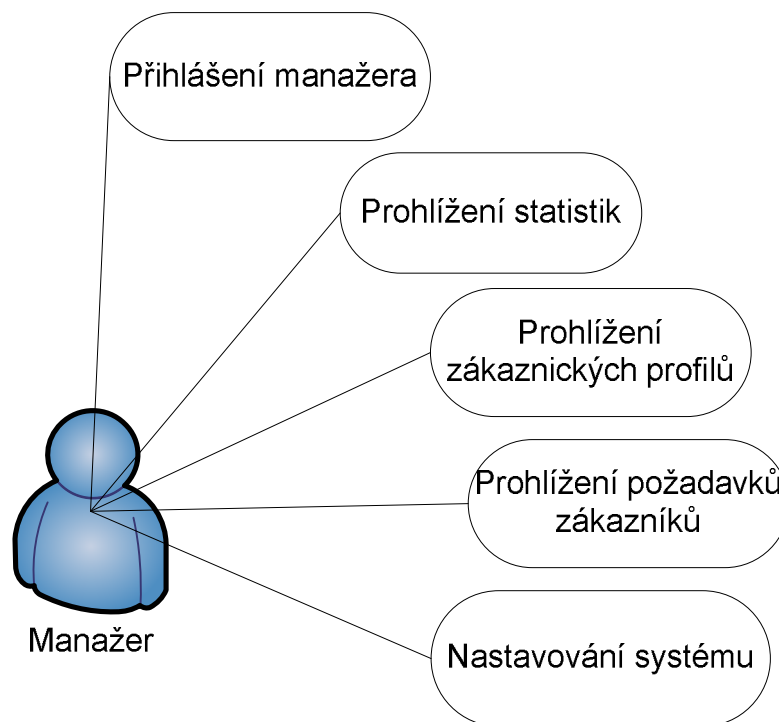 Přihlášení manažera
Prohlížení statistik
Prohlížení
zákaznických profilů
Prohlížení požadavků
zákazníků
Nastavování systému
Manažer